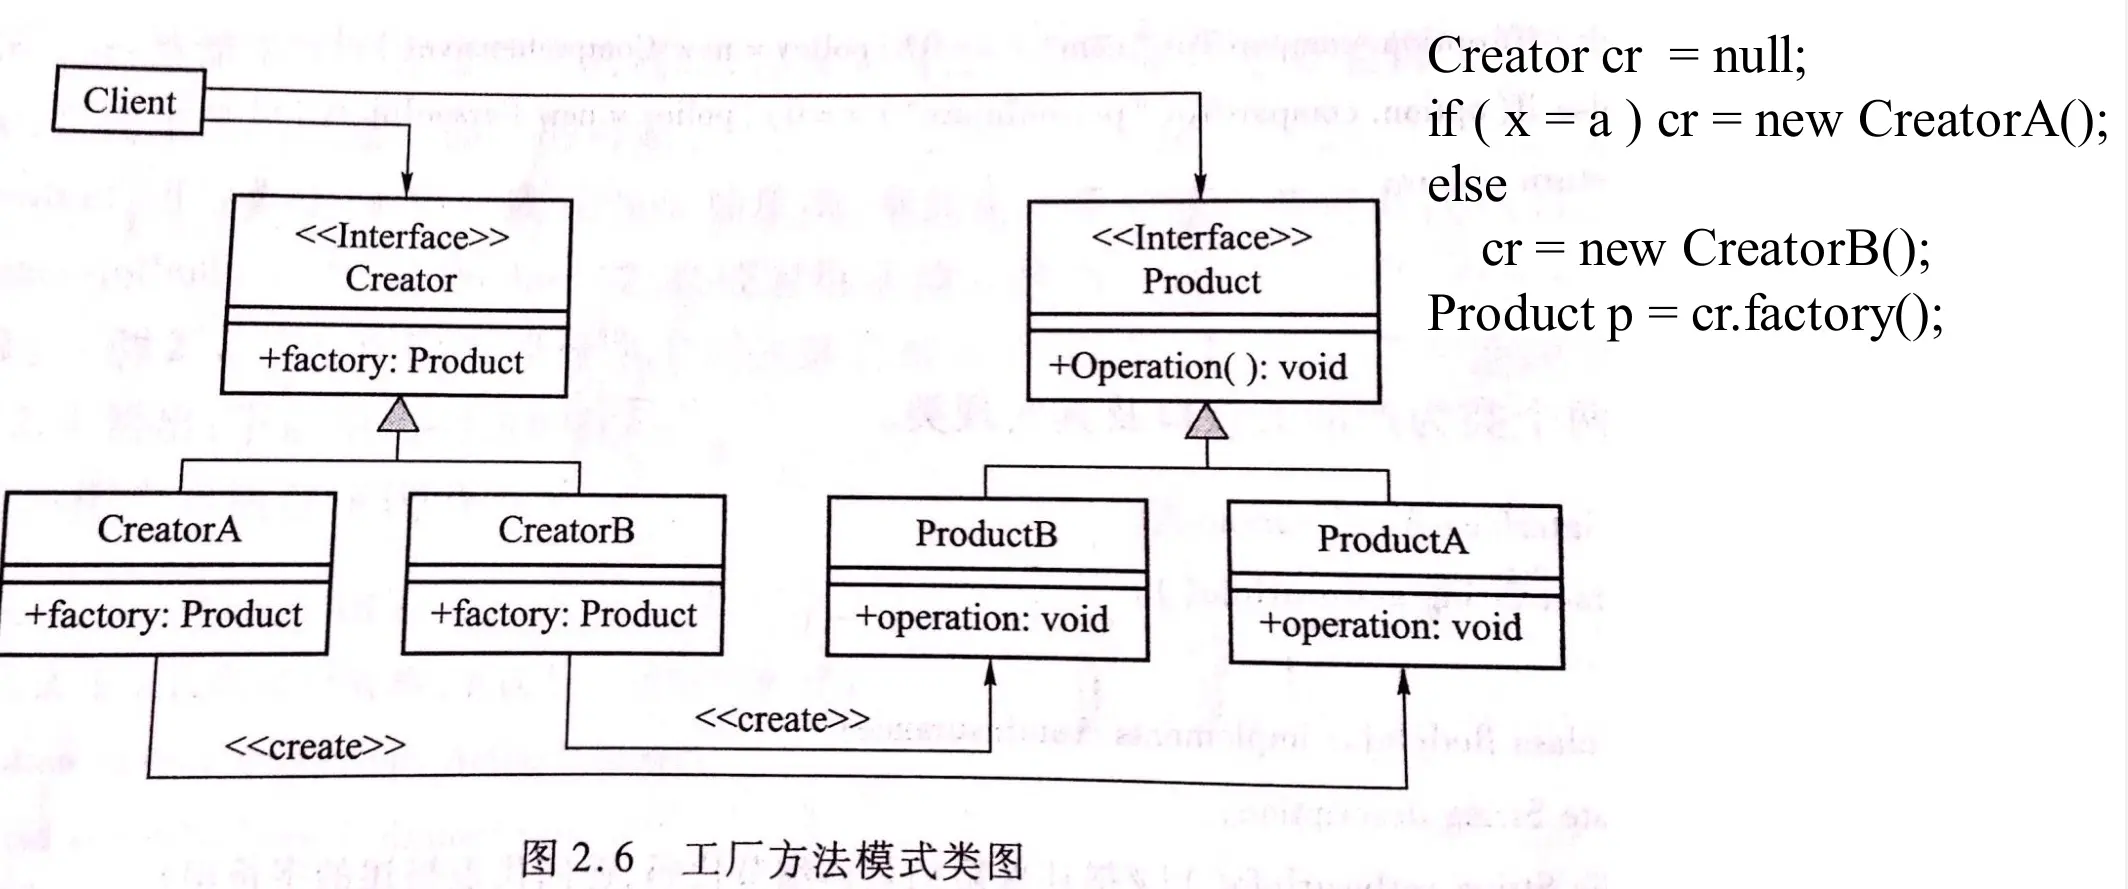 Client
<<Interface>>
Creator
+factory: Product
<<Interface>>
Product
+Operation( ): void
CreatorA
+factory: Product
CreatorB
+factory: Product
ProductB
+operation: void
ProductA
+operation: void
<<create>>
<<create>>
图2.6 工厂方法模式类图
Creator cr = null;
if ( x = a ) cr = new CreatorA();
else
cr = new CreatorB();
Product p = cr.factory();